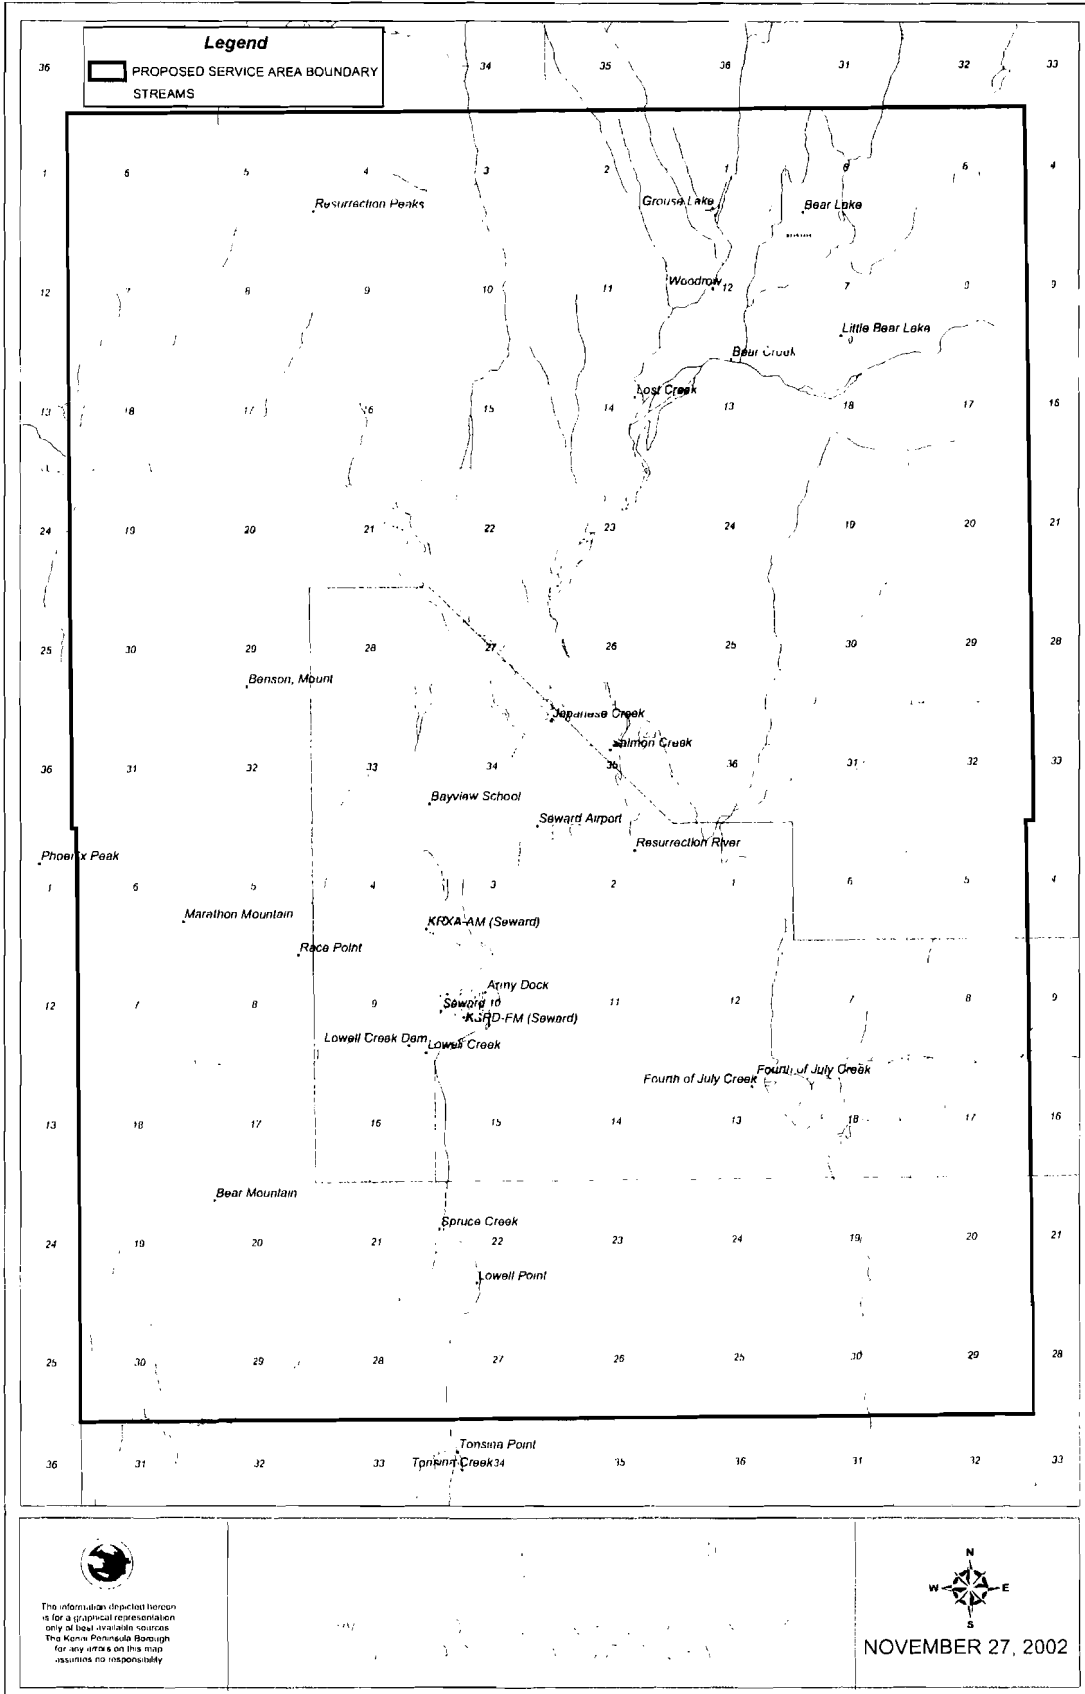 Legend
PROPOSED SERVICE AREA BOUNDARY
STREAMS
36 34 35 36 31 32 33
1 6 5 4 3 2 1 6 6 4
Resurrection Peaks
Grouse Lake
Bear Lake
12 7 8 9 10 11 Woodrow 12 7 9 9
Little Bear Lake
Bear Creek
Lost Creek
13 18 17 16 15 14 13 18 17 16
24 19 20 21 22 23 24 19 20 21
25 30 29 28 27 26 25 30 29 28
Benson, Mount
Japanese Creek
Salmon Creek
36 31 32 33 34 35 36 31 32 33
Bayview School
Seward Airport
Resurrection River
Phoenix Peak
1 6 5 4 3 2 1 6 5 4
Marathon Mountain
KRXA-AM (Seward)
Race Point
Army Dock
12 7 8 9 Seward 10 11 12 7 8 9
KSRD-FM (Seward)
Lowell Creek Dam
Lowell Creek
Fourth of July Creek
Fourth of July Creek
13 18 17 16 15 14 13 18 17 16
Bear Mountain
Spruce Creek
24 19 20 21 22 23 24 19 20 21
Lowell Point
25 30 29 28 27 26 25 30 29 28
Tonsina Point
36 31 32 33 Tonsina Creek 34 35 36 31 32 33
The information depicted hereon
is for a graphical representation
only of best available sources
The Kenai Peninsula Borough
for any errors on this map
assumes no responsibility
N
W E
S
NOVEMBER 27, 2002